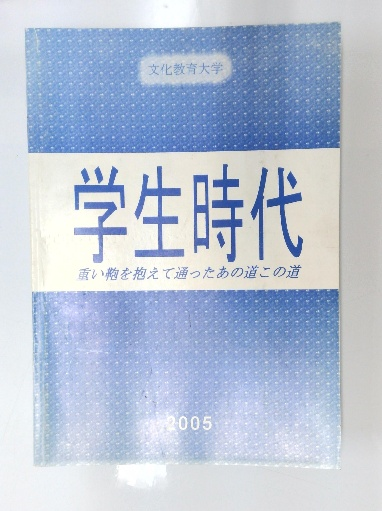 文化教育大学
学生時代
重い鞄を抱えて通ったあの道この道
2005